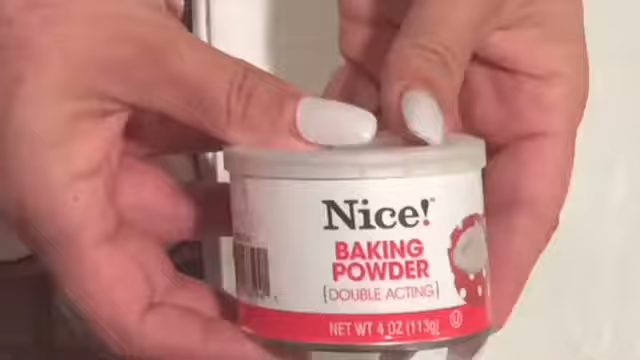 Nice!
BAKING
POWDER
[DOUBLE ACTING]
NET WT 4 OZ (113g)